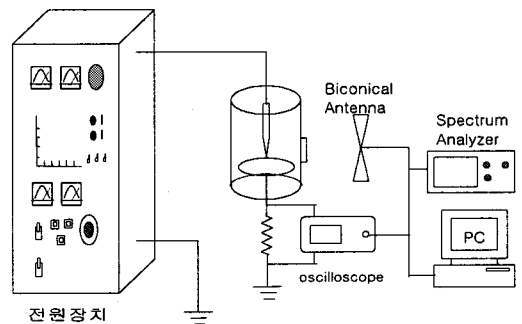 Biconical
Antenna
Spectrum
Analyzer
PC
oscilloscope
전원장치